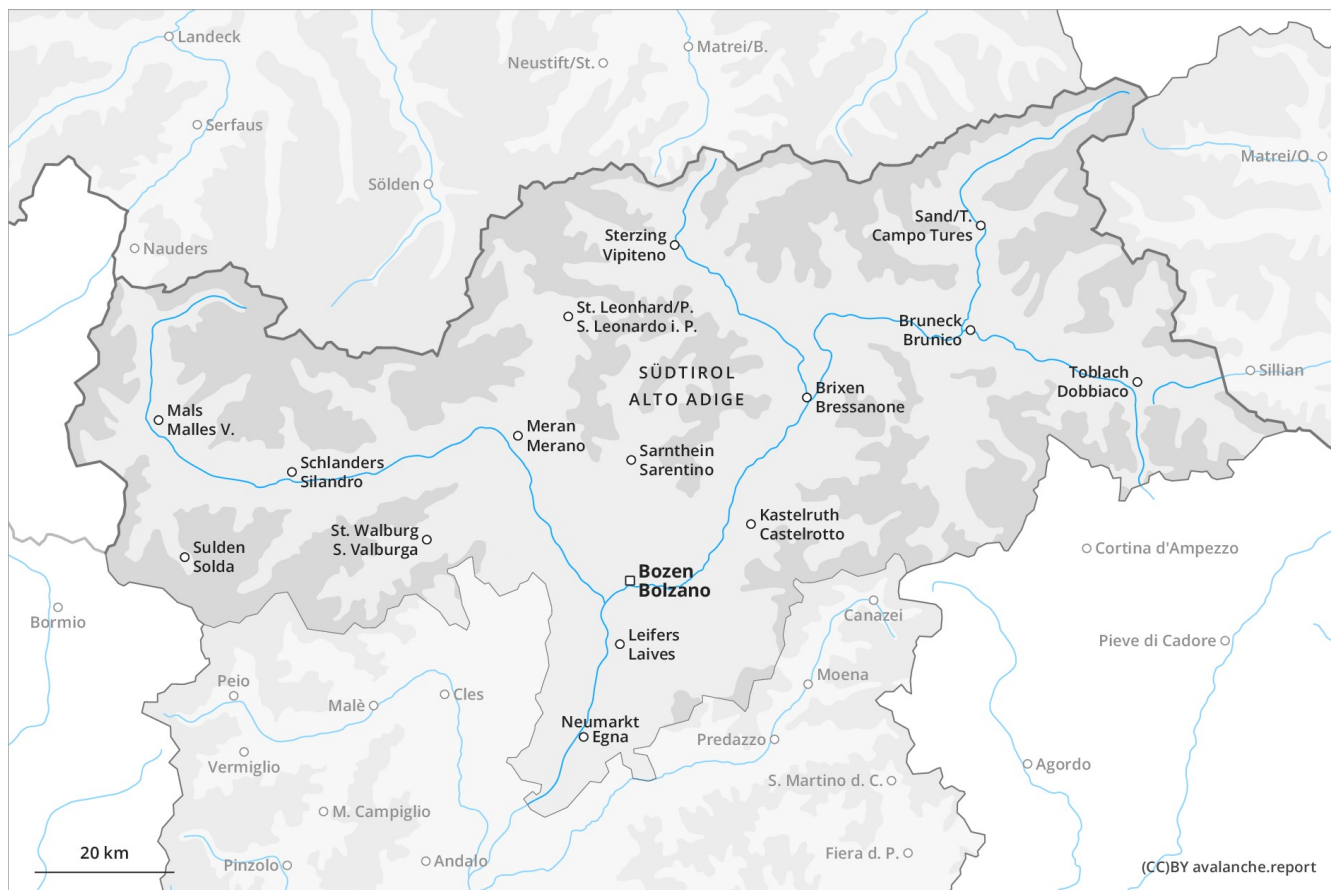 Landeck
Matrei/B.
Neustift/St.
Serfaus
Matrei/O.
Sölden
Sand/T.
Campo Tures
Sterzing
Vipiteno
Nauders
St. Leonhard/P.
S. Leonardo i. P.
Bruneck
Brunico
SÜDTIROL
ALTO ADIGE
Toblach
Dobbiaco
Sillian
Brixen
Bressanone
Mals
Malles V.
Meran
Merano
Sarnthein
Sarentino
Schlanders
Silandro
Kastelruth
Castelrotto
St. Walburg
S. Valburga
Sulden
Solda
Cortina d'Ampezzo
Bozen
Bolzano
Bormio
Canazei
Leifers
Laives
Pieve di Cadore
Peio
Moena
Cles
Malè
Neumarkt
Egna
Predazzo
Vermiglio
Agordo
S. Martino d. C.
M. Campiglio
20 km
Fiera d. P.
Andalo
Pinzolo
(CC)BY avalanche.report